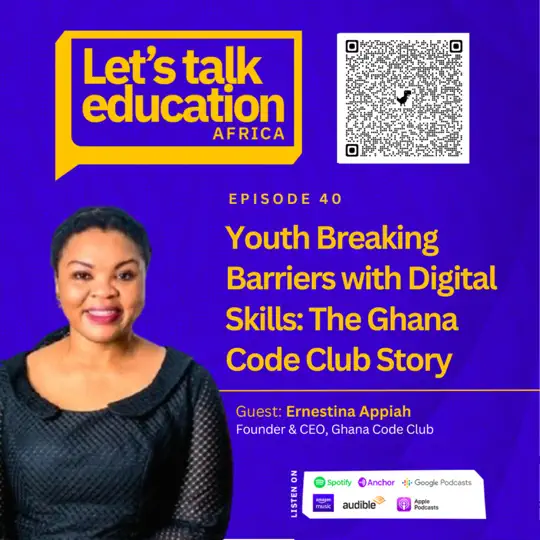 Let's talk
education
AFRICA
EPISODE 40
Youth Breaking
Barriers with Digital
Skills: The Ghana
Code Club Story
Guest: Ernestina Appiah
Founder & CEO, Ghana Code Club
LISTEN ON
Spotify Anchor Google Podcasts
amazon music audible Apple Podcasts